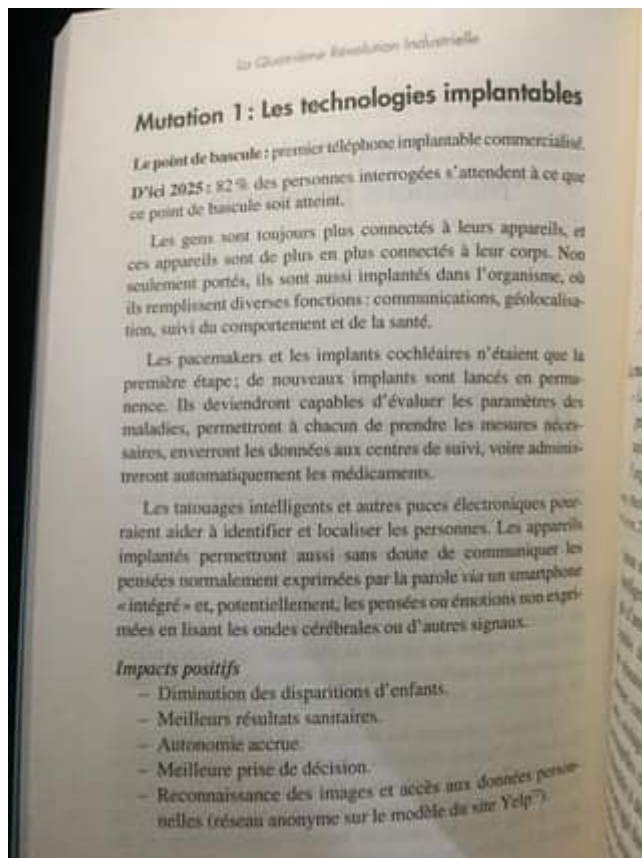 La Quatrième Révolution Industrielle
Mutation 1 : Les technologies implantables
Le point de bascule : premier téléphone implantable commercialisé.
D'ici 2025 : 82 % des personnes interrogées s'attendent à ce que
ce point de bascule soit atteint.
Les gens sont toujours plus connectés à leurs appareils, et
ces appareils sont de plus en plus connectés à leur corps. Non
seulement portés, ils sont aussi implantés dans l'organisme, où
ils remplissent diverses fonctions : communications, géolocalisa-
tion, suivi du comportement et de la santé.
Les pacemakers et les implants cochléaires n'étaient que la
première étape ; de nouveaux implants sont lancés en perma-
nence. Ils deviendront capables d'évaluer les paramètres des
maladies, permettront à chacun de prendre les mesures néces-
saires, enverront les données aux centres de suivi, voire adminis-
treront automatiquement les médicaments.
Les tatouages intelligents et autres puces électroniques pour-
raient aider à identifier et localiser les personnes. Les appareils
implantés permettront aussi sans doute de communiquer les
pensées normalement exprimées par la parole via un smartphone
« intégré » et, potentiellement, les pensées ou émotions non expri-
mées en lisant les ondes cérébrales ou d'autres signaux.
Impacts positifs
– Diminution des disparitions d'enfants.
– Meilleurs résultats sanitaires.
– Autonomie accrue.
– Meilleure prise de décision.
– Reconnaissance des images et accès aux données person-
nelles (réseau anonyme sur le modèle du site Yelp).